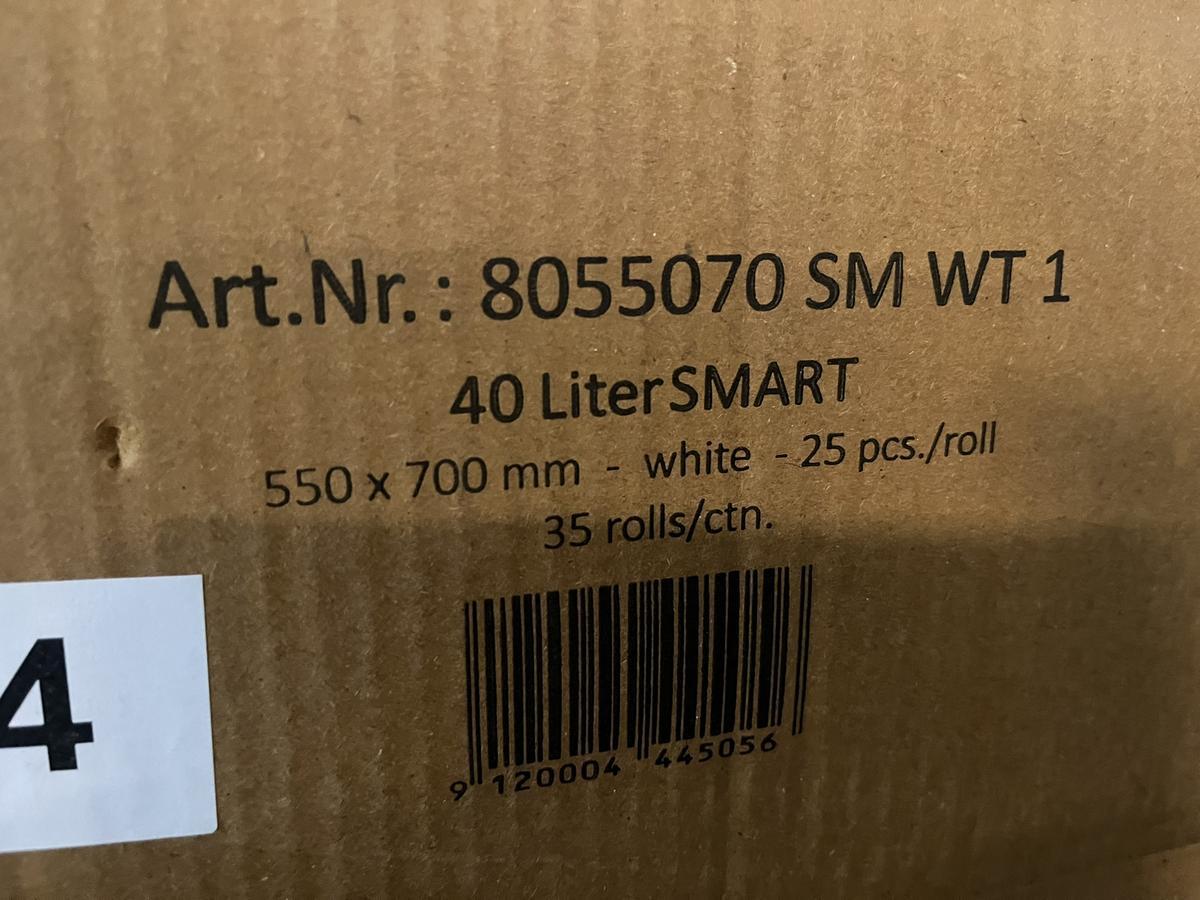 Art.Nr.: 8055070 SM WT 1
40 Liter SMART
550 x 700 mm - white - 25 pcs./roll
35 rolls/ctn.
4
9 120004 445056